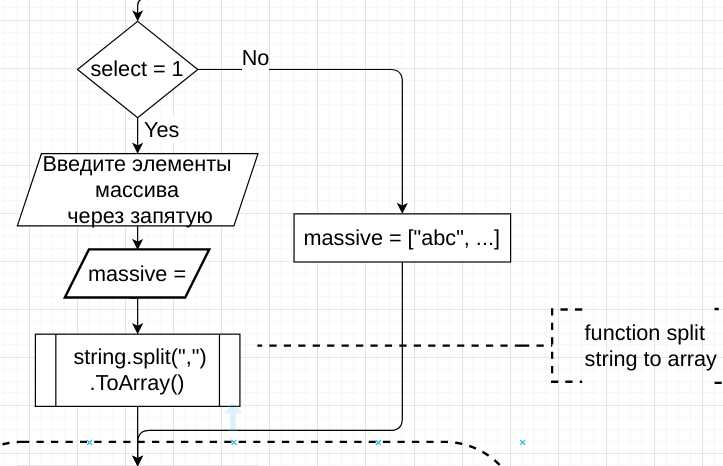 select = 1
No
Yes
Введите элементы
массива
через запятую
massive = ["abc", ...]
massive =
function split
string to array
string.split(",")
.ToArray()